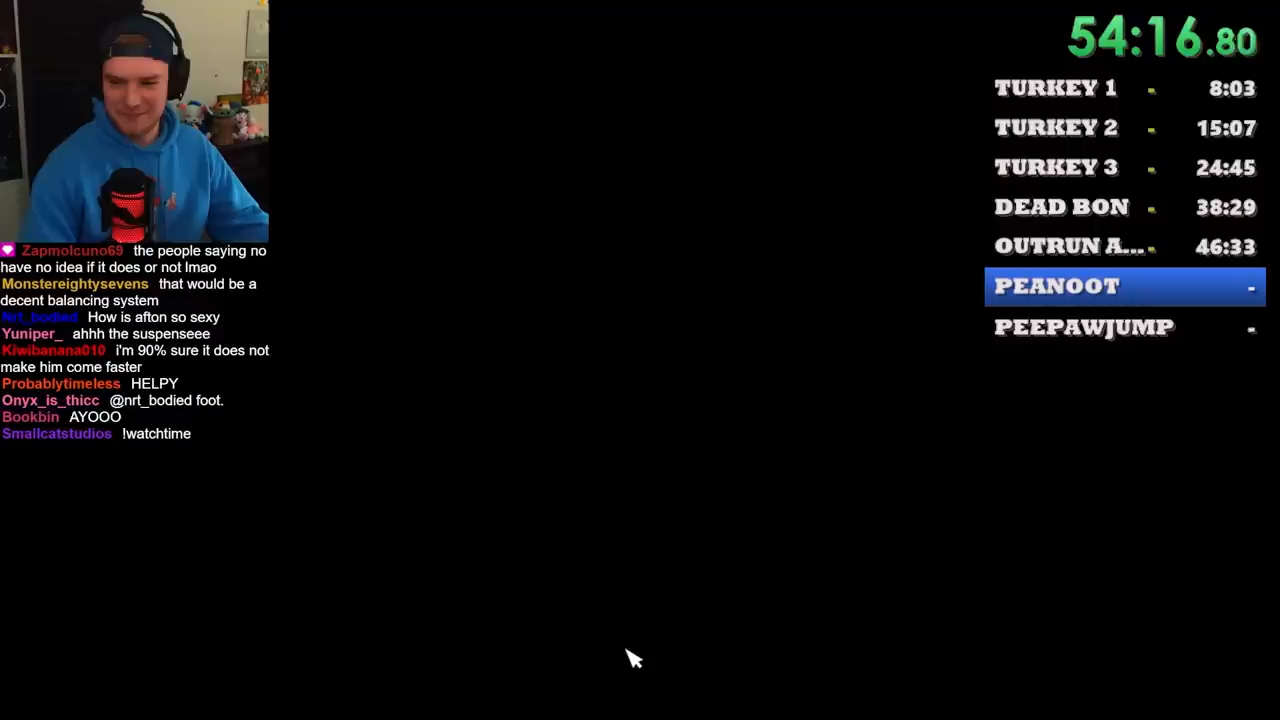 54:16.80
TURKEY 1 - 8:03
TURKEY 2 - 15:07
TURKEY 3 - 24:45
DEAD BON - 38:29
OUTRUN A... - 46:33
PEANOOT -
PEEPAWJUMP -
Zapmolcuno69 the people saying no
have no idea if it does or not lmao
Monstereightysevens that would be a
decent balancing system
Nrt_bodied How is afton so sexy
Yuniper_ ahhh the suspenseee
Kiwibanana010 i'm 90% sure it does not
make him come faster
Probablytimeless HELPY
Onyx_is_thicc @nrt_bodied foot.
Bookbin AYOOO
Smallcatstudios !watchtime